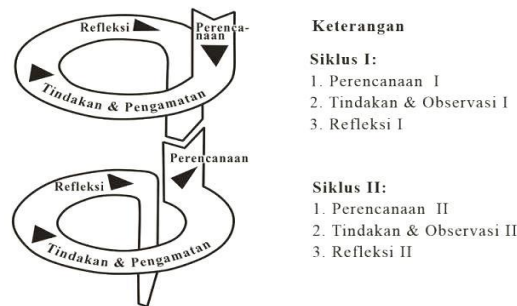 Refleksi
Perenca-
naan
Tindakan & Pengamatan
Perencanaan
Refleksi
Tindakan & Pengamatan
Keterangan
Siklus I:
1. Perencanaan I
2. Tindakan & Observasi I
3. Refleksi I
Siklus II:
1. Perencanaan II
2. Tindakan & Observasi II
3. Refleksi II